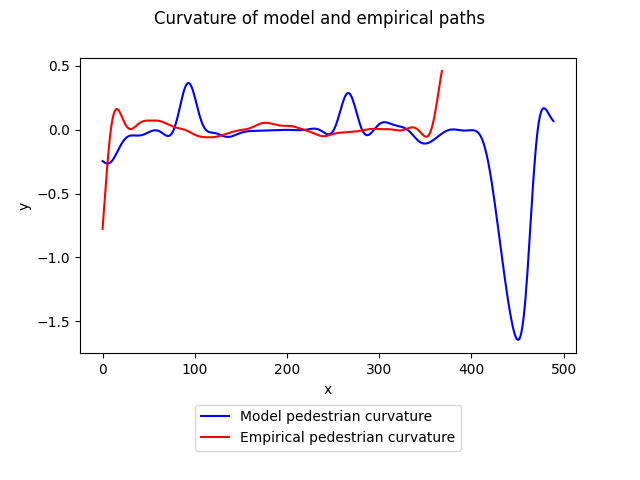 Curvature of model and empirical paths
0.5
0.0
−0.5
−1.0
−1.5
y
0 100 200 300 400 500
x
Model pedestrian curvature
Empirical pedestrian curvature